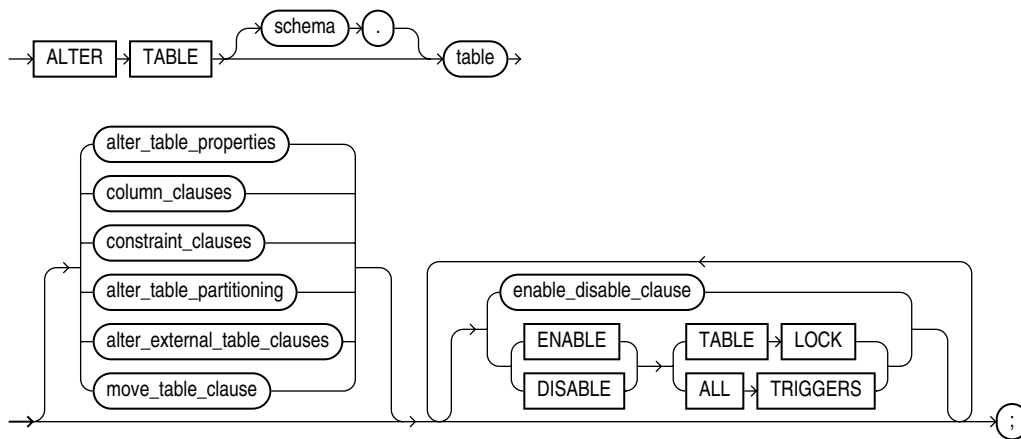 schema .
ALTER TABLE table
alter_table_properties
column_clauses
constraint_clauses
alter_table_partitioning
alter_external_table_clauses
move_table_clause
enable_disable_clause
ENABLE TABLE LOCK
DISABLE ALL TRIGGERS
;